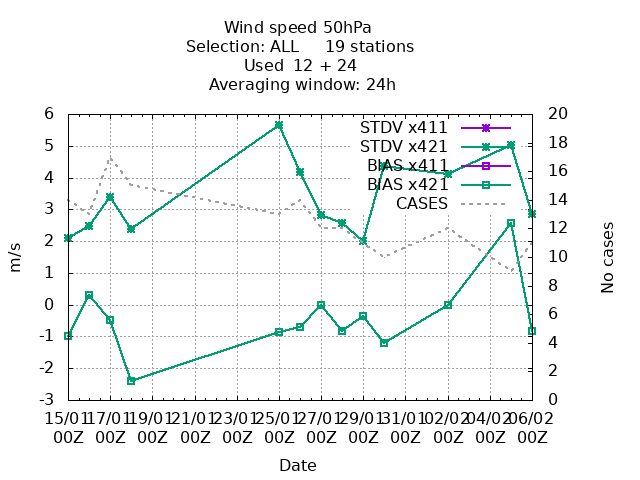 Wind speed 50hPa
Selection: ALL 19 stations
Used 12 + 24
Averaging window: 24h
STDV x411
STDV x421
BIAS x411
BIAS x421
CASES
6
5
4
3
2
1
0
-1
-2
-3
m/s
20
18
16
14
12
10
8
6
4
2
0
No cases
15/01 17/01 19/01 21/01 23/01 25/01 27/01 29/01 31/01 02/02 04/02 06/02
00Z 00Z 00Z 00Z 00Z 00Z 00Z 00Z 00Z 00Z 00Z 00Z
Date